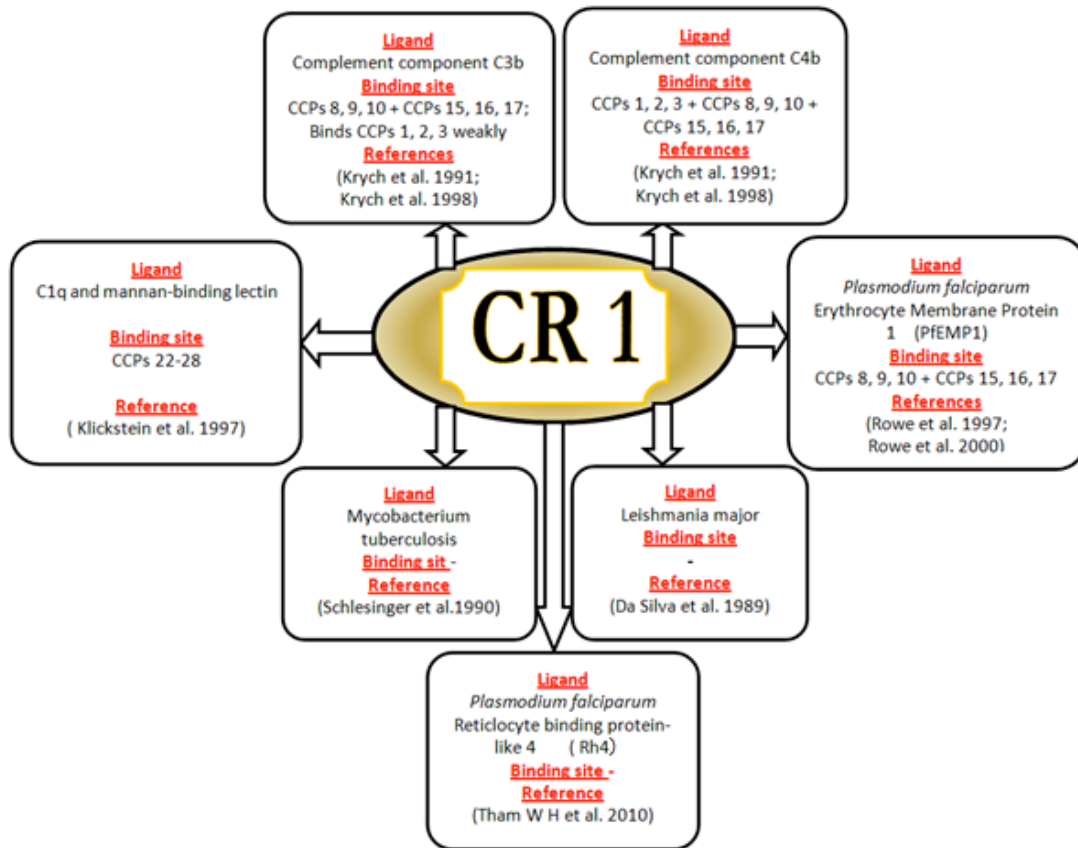 Ligand
Complement component C3b
Binding site
CCPs 8, 9, 10 + CCPs 15, 16, 17;
Binds CCPs 1, 2, 3 weakly
References
(Krych et al. 1991;
Krych et al. 1998)
Ligand
Complement component C4b
Binding site
CCPs 1, 2, 3 + CCPs 8, 9, 10 +
CCPs 15, 16, 17
References
(Krych et al. 1991;
Krych et al. 1998)
Ligand
C1q and mannan-binding lectin
Binding site
CCPs 22-28
Reference
( Klickstein et al. 1997)
CR 1
Ligand
Plasmodium falciparum
Erythrocyte Membrane Protein
1 (PfEMP1)
Binding site
CCPs 8, 9, 10 + CCPs 15, 16, 17
References
(Rowe et al. 1997;
Rowe et al. 2000)
Ligand
Mycobacterium
tuberculosis
Binding sit -
Reference
(Schlesinger et al.1990)
Ligand
Leishmania major
Binding site
-
Reference
(Da Silva et al. 1989)
Ligand
Plasmodium falciparum
Reticlocyte binding protein-
like 4 ( Rh4)
Binding site -
Reference
(Tham W H et al. 2010)